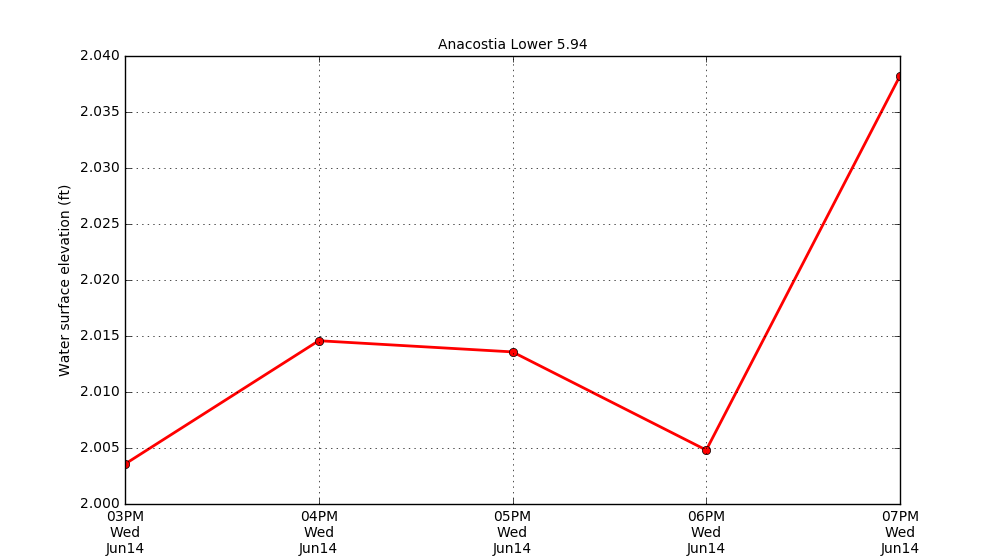 Anacostia Lower 5.94
2.040
2.035
2.030
2.025
2.020
2.015
2.010
2.005
2.000
Water surface elevation (ft)
03PM 04PM 05PM 06PM 07PM
Wed Wed Wed Wed Wed
Jun14 Jun14 Jun14 Jun14 Jun14